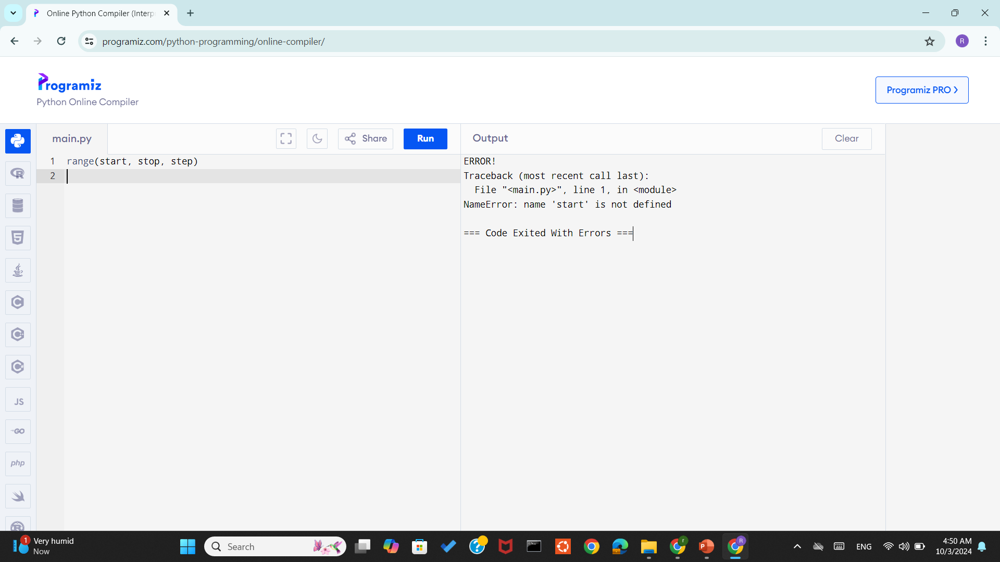 Online Python Compiler (Interp
programiz.com/python-programming/online-compiler/
R
Programiz
Python Online Compiler
Programiz PRO >
main.py
Share
Run
Output
Clear
1 range(start, stop, step)
2
ERROR!
Traceback (most recent call last):
  File "<main.py>", line 1, in <module>
NameError: name 'start' is not defined
=== Code Exited With Errors ===
JS
GO
php
1
Very humid
Now
Search
r
P
R
ENG
4:50 AM
10/3/2024